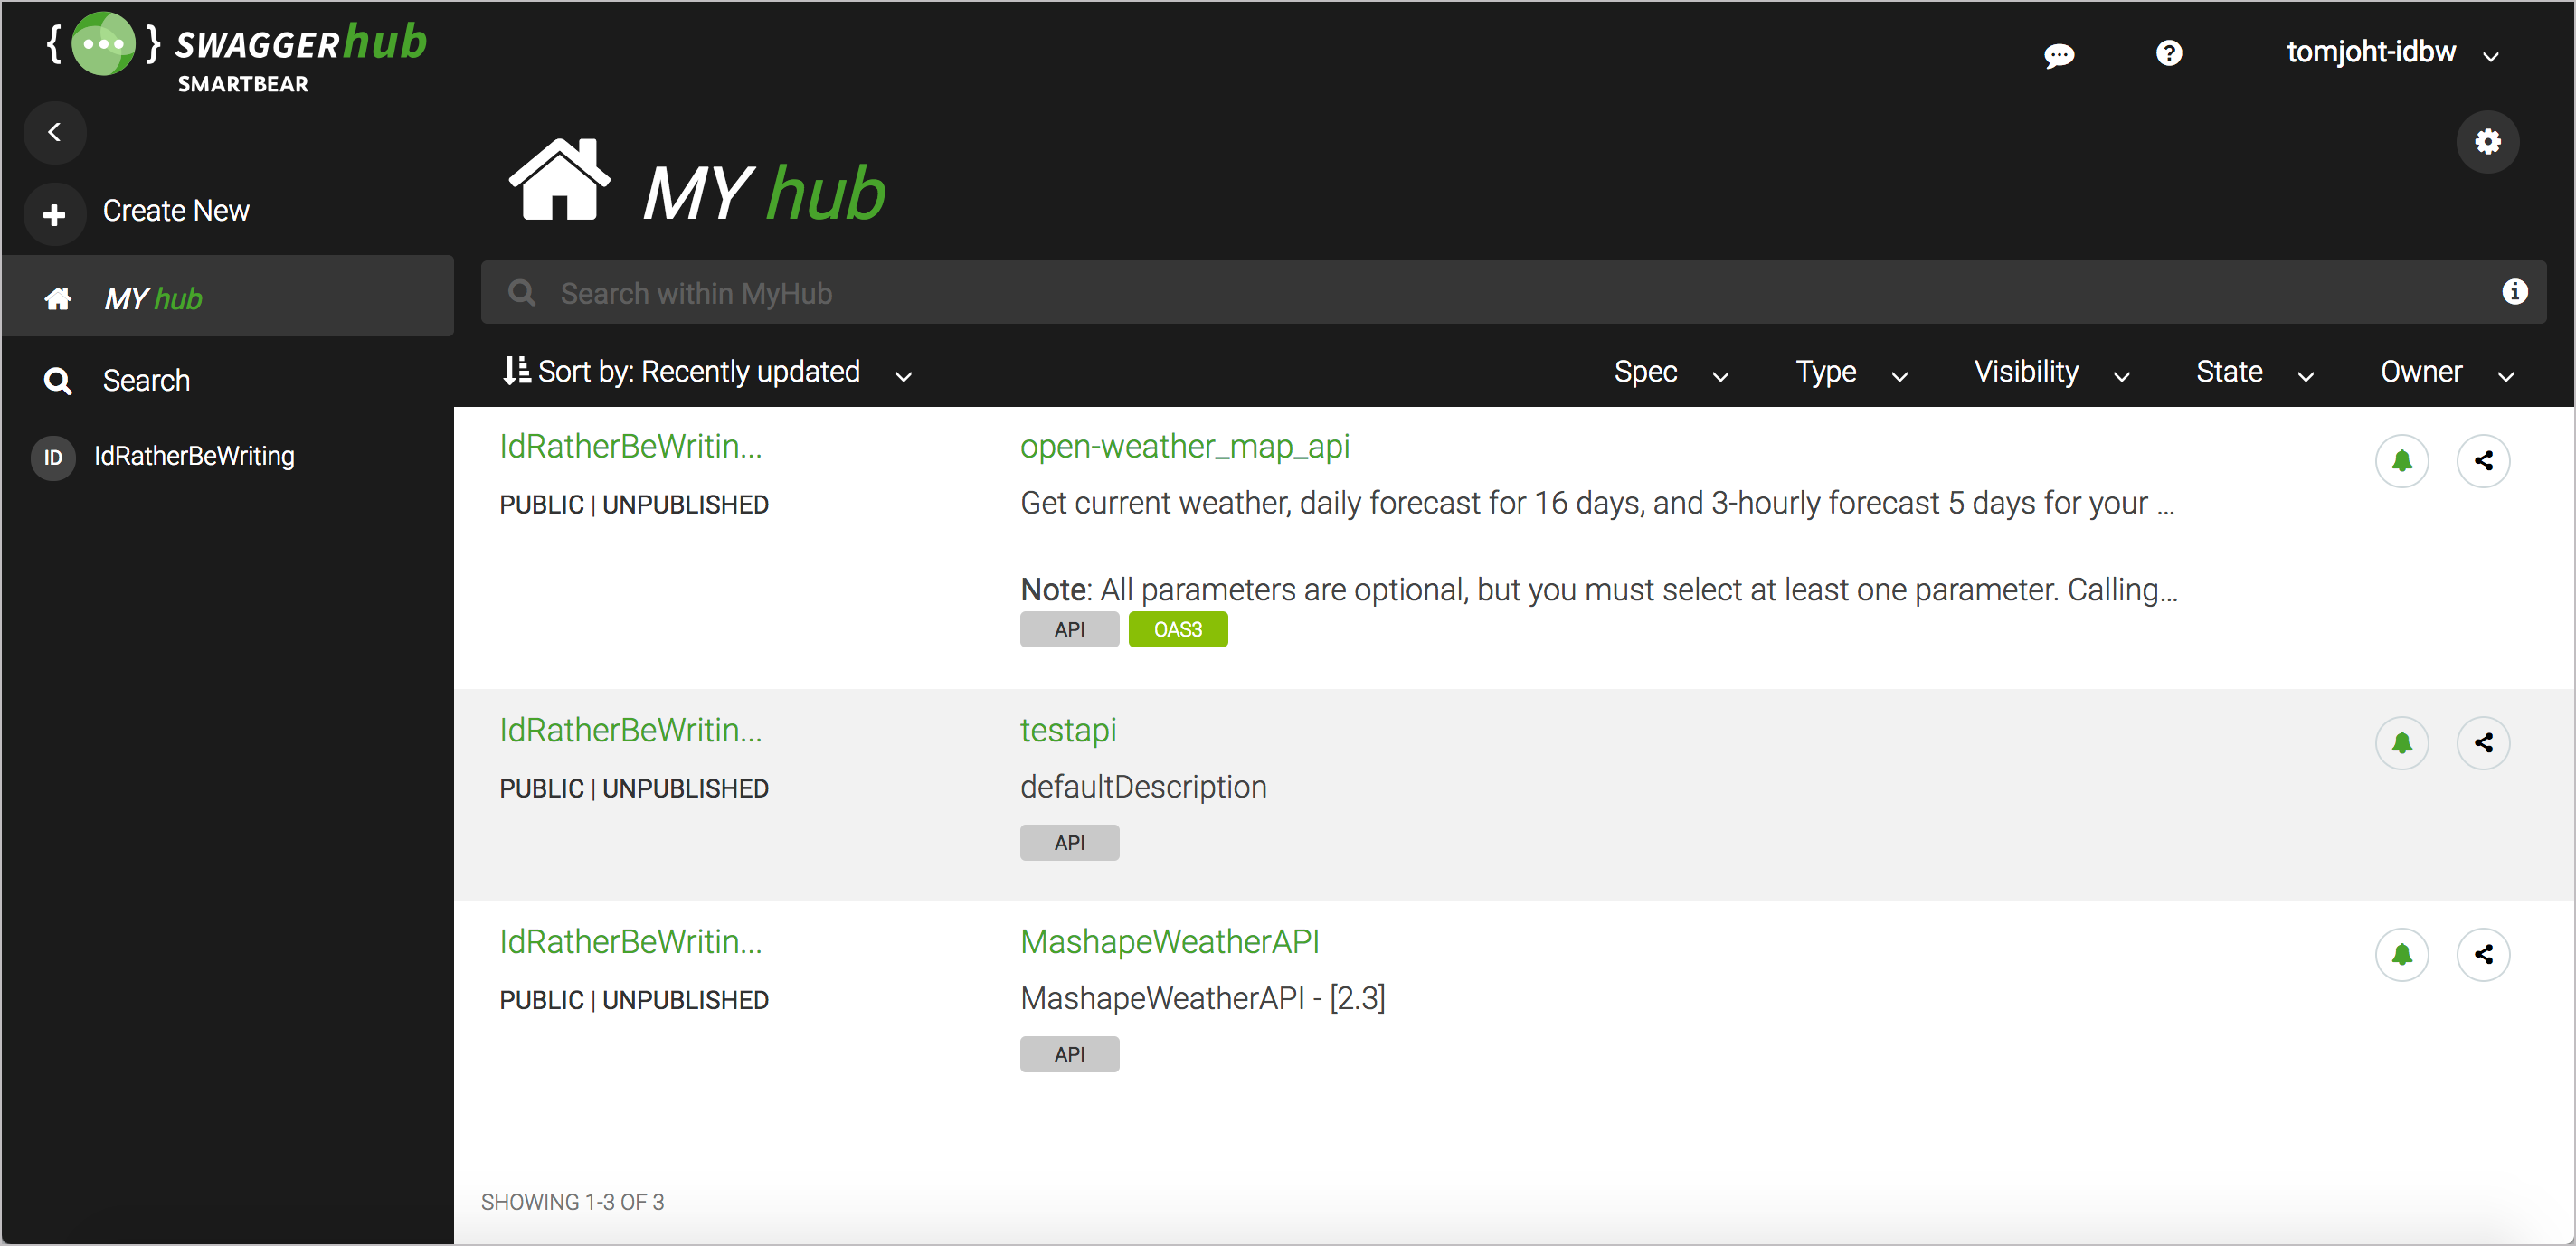 { ... } SWAGGERhub
SMARTBEAR
tomjoht-idbw
Create New
MY hub
Search
ID IdRatherBeWriting
MY hub
Search within MyHub
Sort by: Recently updated Spec Type Visibility State Owner
IdRatherBeWritin... open-weather_map_api
PUBLIC | UNPUBLISHED Get current weather, daily forecast for 16 days, and 3-hourly forecast 5 days for your ...
Note: All parameters are optional, but you must select at least one parameter. Calling...
API OAS3
IdRatherBeWritin... testapi
PUBLIC | UNPUBLISHED defaultDescription
API
IdRatherBeWritin... MashapeWeatherAPI
PUBLIC | UNPUBLISHED MashapeWeatherAPI - [2.3]
API
SHOWING 1-3 OF 3